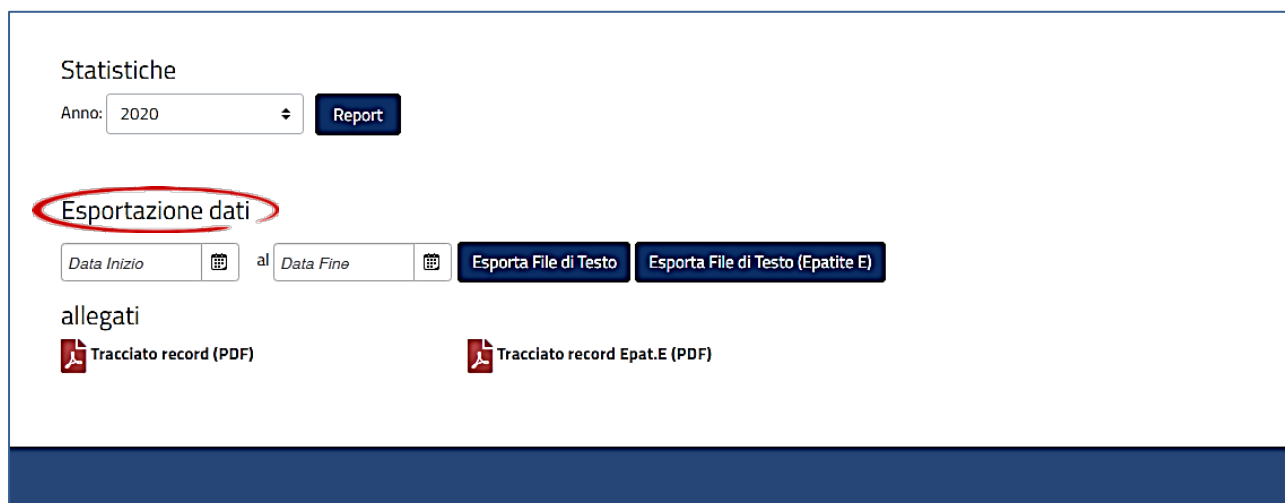 Statistiche
Anno: 2020 Report
Esportazione dati
Data Inizio al Data Fine Esporta File di Testo Esporta File di Testo (Epatite E)
allegati
Tracciato record (PDF) Tracciato record Epat.E (PDF)